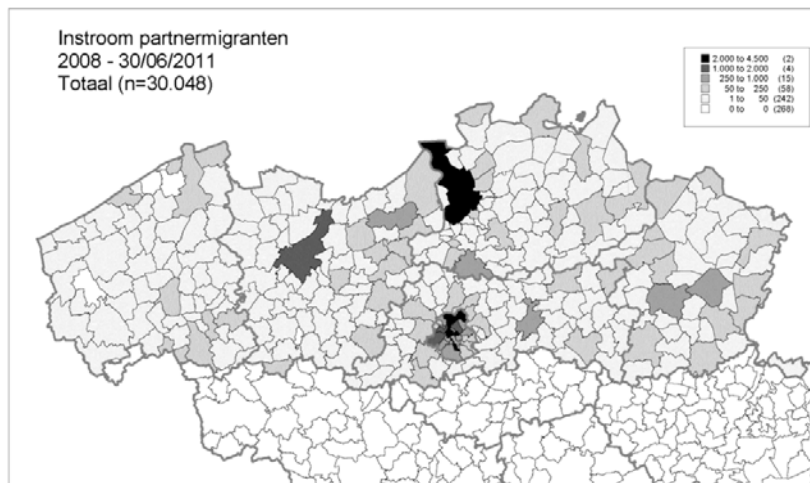 Instroom partnermigranten
2008 - 30/06/2011
Totaal (n=30.048)
2.000 to 4.500 (2)
1.000 to 2.000 (4)
250 to 1.000 (15)
50 to 250 (58)
1 to 50 (242)
0 to 0 (268)